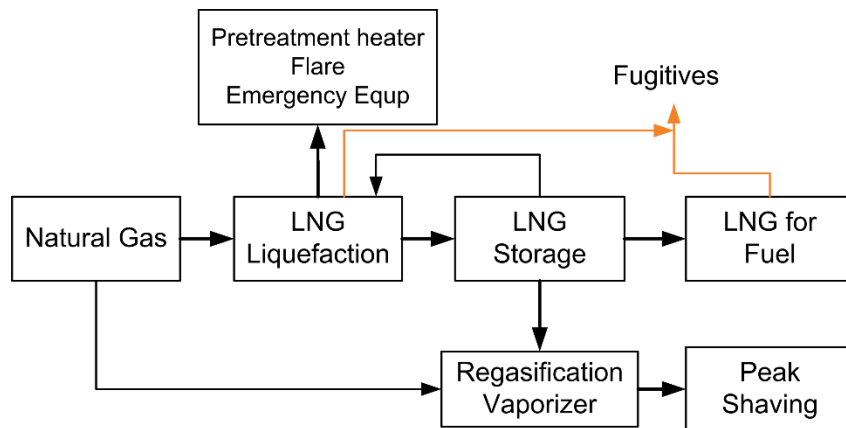 Pretreatment heater
Flare
Emergency Equp
Fugitives
Natural Gas
LNG
Liquefaction
LNG
Storage
LNG for
Fuel
Regasification
Vaporizer
Peak
Shaving